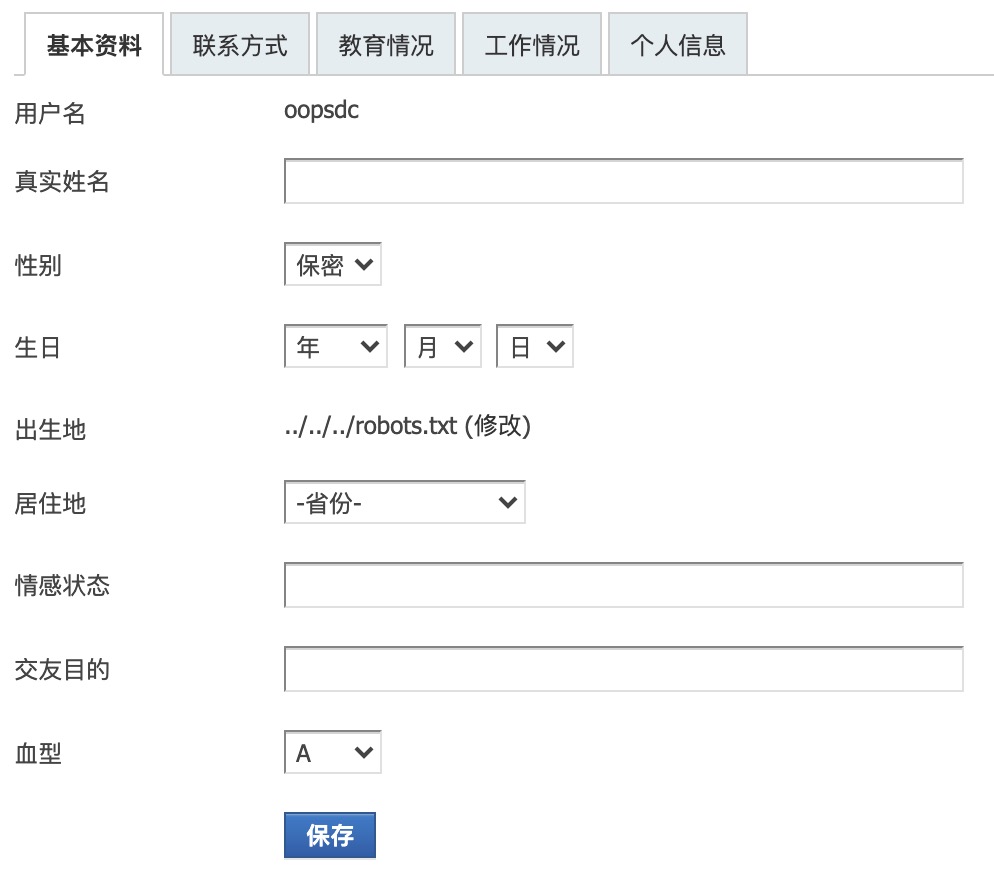 基本资料 联系方式 教育情况 工作情况 个人信息
用户名 oopsdc
真实姓名
性别 保密
生日 年 月 日
出生地 ../../../robots.txt (修改)
居住地 -省份-
情感状态
交友目的
血型 A
保存